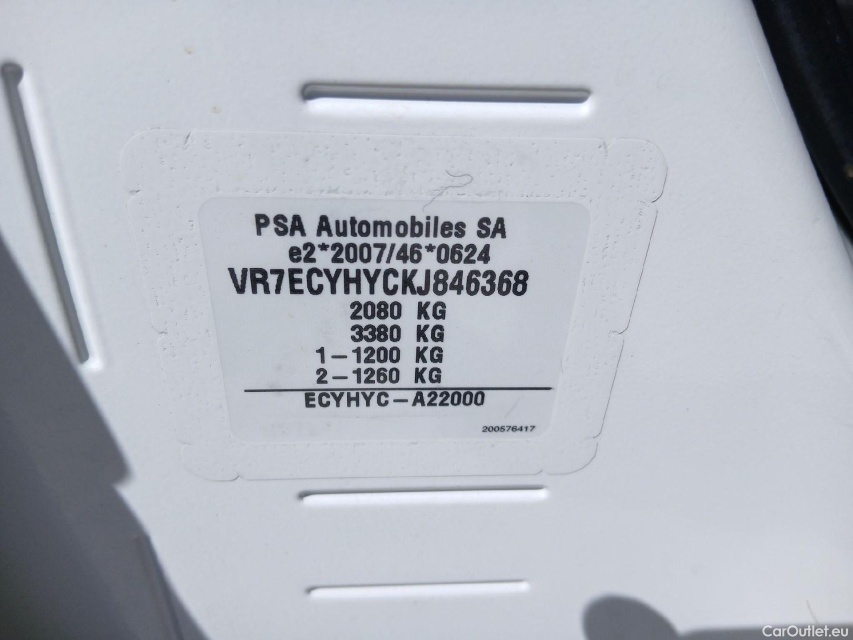 PSA Automobiles SA
e2*2007/46*0624
VR7ECYHYCKJ846368
2080 KG
3380 KG
1-1200 KG
2-1260 KG
ECYHYC-A22000
200576417
CarOutlet.eu